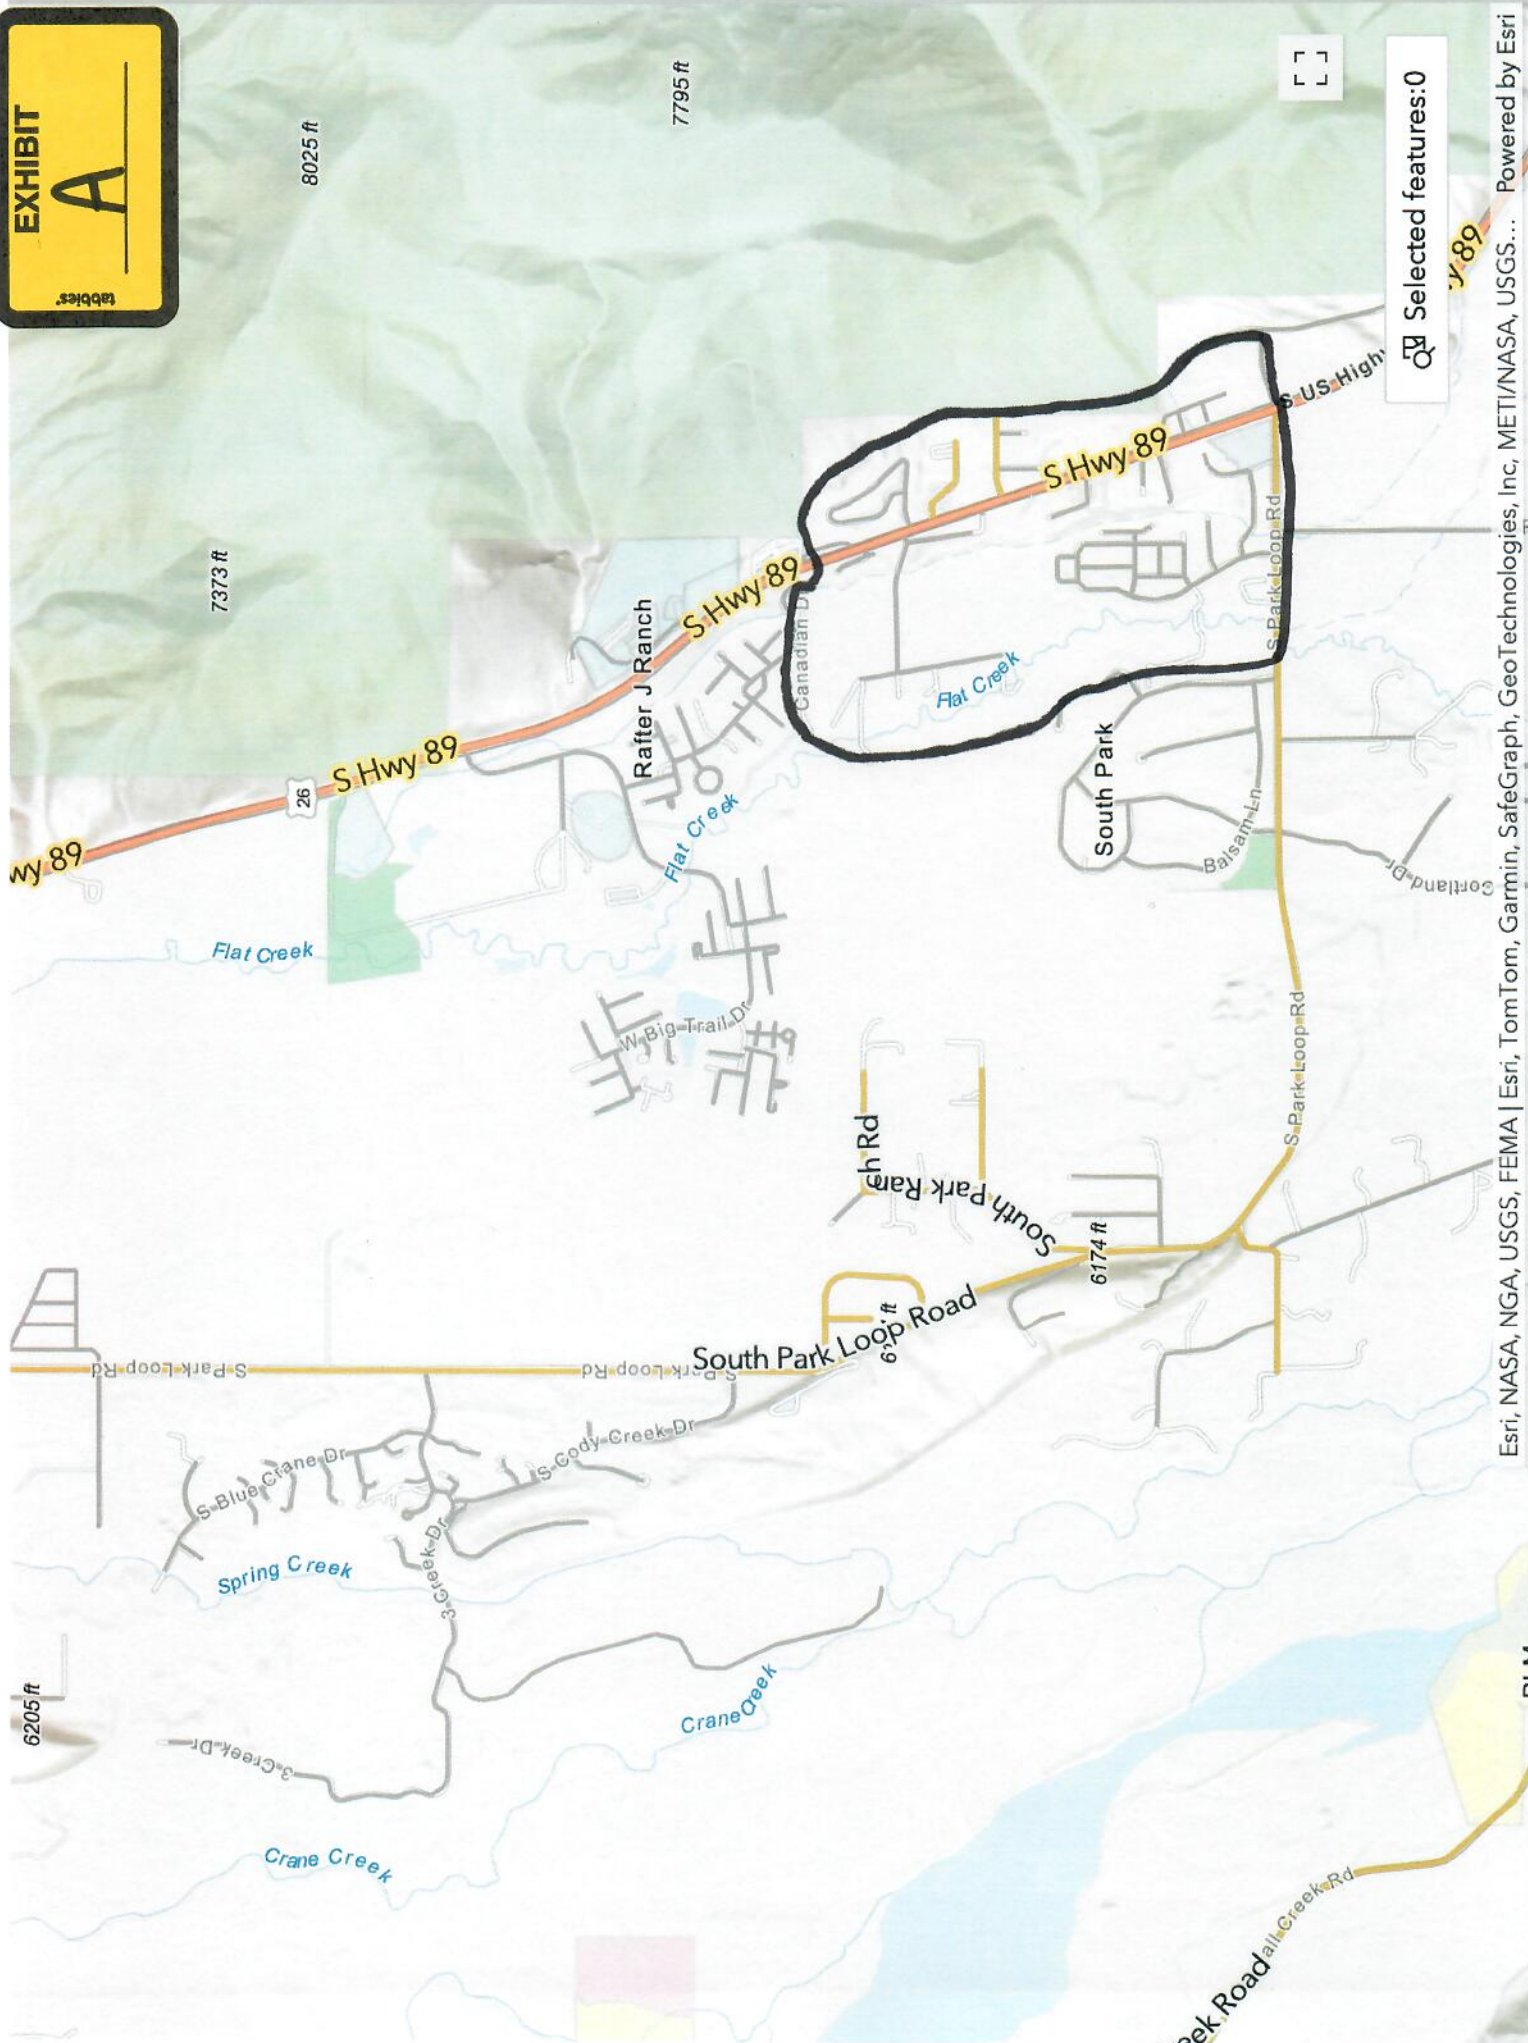 EXHIBIT
A
tabbies®
8025 ft
7795 ft
7373 ft
wy 89
26
S Hwy 89
Rafter J Ranch
S Hwy 89
Canadian D
S Hwy 89
S US High
y 89
Selected features:0
Flat Creek
Flat Creek
Flat Creek
South Park
S Park Loop Rd
Balsam Ln
Cortland Dr
W Big Trail Dr
South Park Ran
ch Rd
S Park Loop Rd
6174 ft
South Park Loop Road
S Park Loop Rd
S Park Loop Rd
S Blue Crane Dr
S Cody Creek Dr
Spring Creek
3 Creek Dr
3 Creek Dr
6205 ft
Crane Creek
Crane Creek
eek Road
all Creek Rd
Esri, NASA, NGA, USGS, FEMA | Esri, TomTom, Garmin, SafeGraph, GeoTechnologies, Inc, METI/NASA, USGS...
Powered by Esri